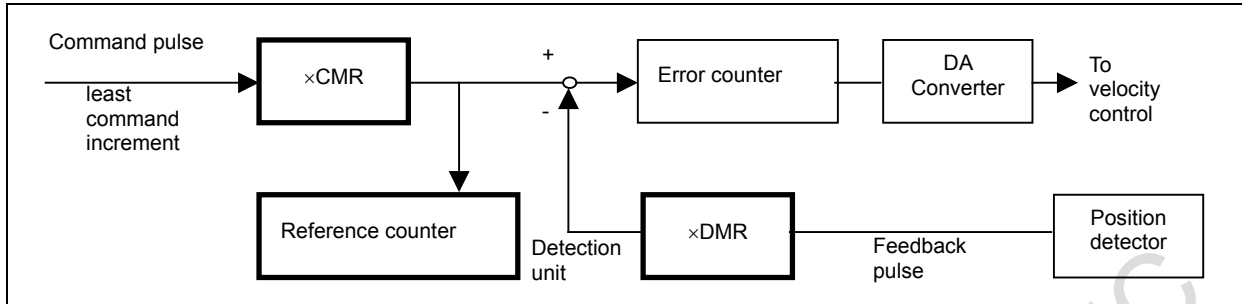 Command pulse
×CMR
least
command
increment
+
-
Error counter
DA
Converter
To
velocity
control
Reference counter
Detection
unit
×DMR
Feedback
pulse
Position
detector